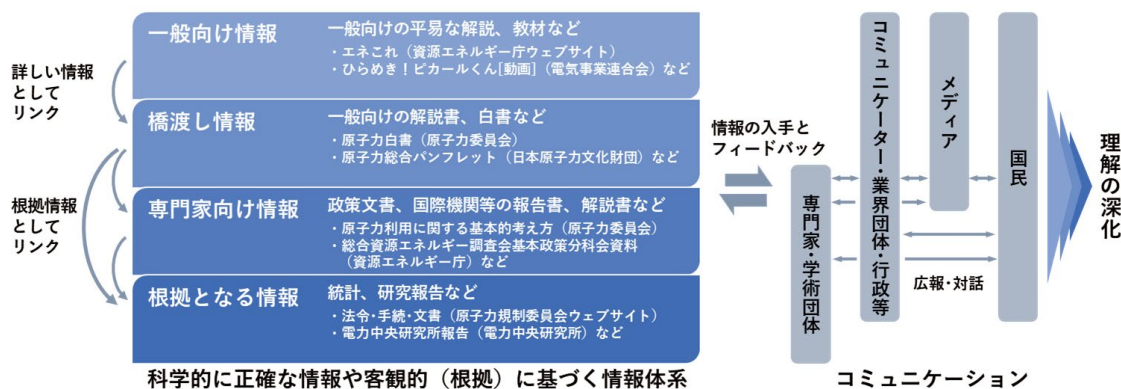 詳しい情報
として
リンク
根拠情報
として
リンク
一般向け情報
一般向けの平易な解説、教材など
・エネこれ（資源エネルギー庁ウェブサイト）
・ひらめき！ピカールくん[動画]（電気事業連合会）など
橋渡し情報
一般向けの解説書、白書など
・原子力白書（原子力委員会）
・原子力総合パンフレット（日本原子力文化財団）など
専門家向け情報
政策文書、国際機関等の報告書、解説書など
・原子力利用に関する基本的考え方（原子力委員会）
・総合資源エネルギー調査会基本政策分科会資料
（資源エネルギー庁）など
根拠となる情報
統計、研究報告など
・法令・手続・文書（原子力規制委員会ウェブサイト）
・電力中央研究所報告（電力中央研究所）など
科学的に正確な情報や客観的（根拠）に基づく情報体系
情報の入手と
フィードバック
専門家・学術団体
コミュニケーター・業界団体・行政等
メディア
国民
広報・対話
理解の深化
コミュニケーション